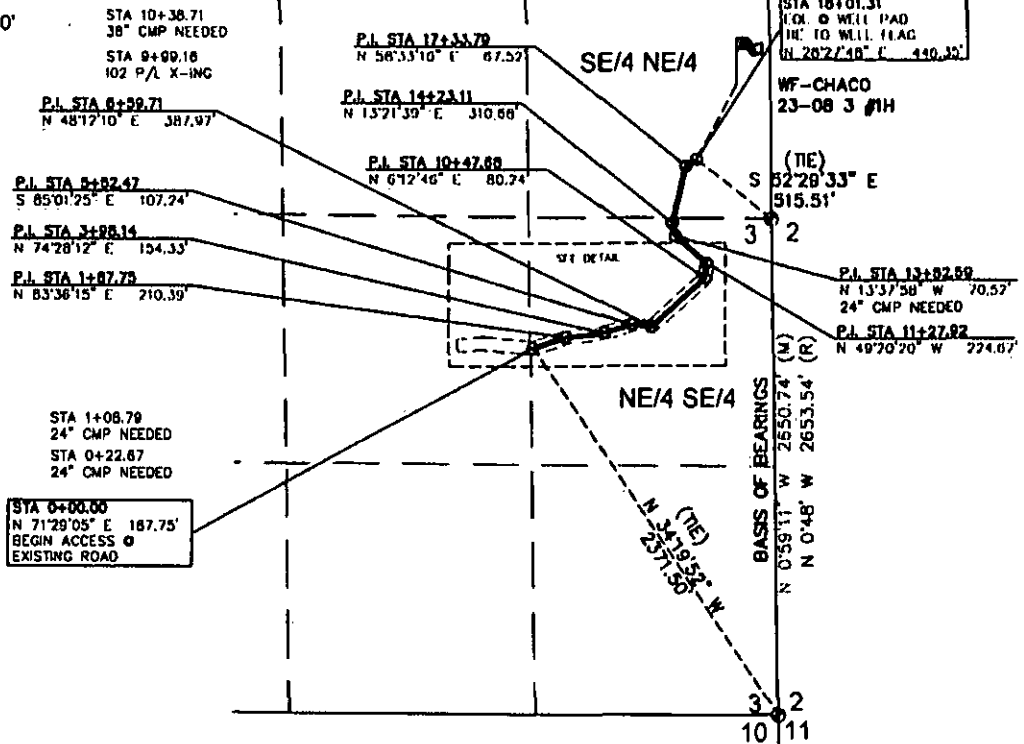 0'
STA 10+38.71
38" CMP NEEDED
STA 9+99.16
102 P/L X-ING
P.I. STA 6+59.71
N 48°12'10" E 387.97'
P.I. STA 5+52.47
S 85°01'25" E 107.24'
P.I. STA 3+98.14
N 74°28'12" E 154.33'
P.I. STA 1+87.75
N 83°36'15" E 210.39'
STA 1+08.79
24" CMP NEEDED
STA 0+22.67
24" CMP NEEDED
STA 0+00.00
N 71°29'05" E 187.75'
BEGIN ACCESS @
EXISTING ROAD
P.I. STA 17+33.79
N 58°33'10" E 67.52'
P.I. STA 14+23.11
N 13°21'39" E 310.68'
P.I. STA 10+47.68
N 6°12'46" E 80.24'
SE/4 NE/4
STA 18+01.31
EOL @ WELL PAD
TIE TO WELL FLAG
N 28°27'48" E 440.35'
WF-CHACO
23-08 3 #1H
(TIE)
S 52°29'33" E
515.51'
3 2
SEE DETAIL
P.I. STA 13+52.59
N 13°37'58" W 70.52'
24" CMP NEEDED
P.I. STA 11+27.92
N 49°20'20" W 224.67'
NE/4 SE/4
BASIS OF BEARINGS
N 0°59'11" W 2650.74' (M)
N 0°48' W 2653.54' (R)
(TIE)
N 34°19'52" W
2371.50'
3 2
10 11